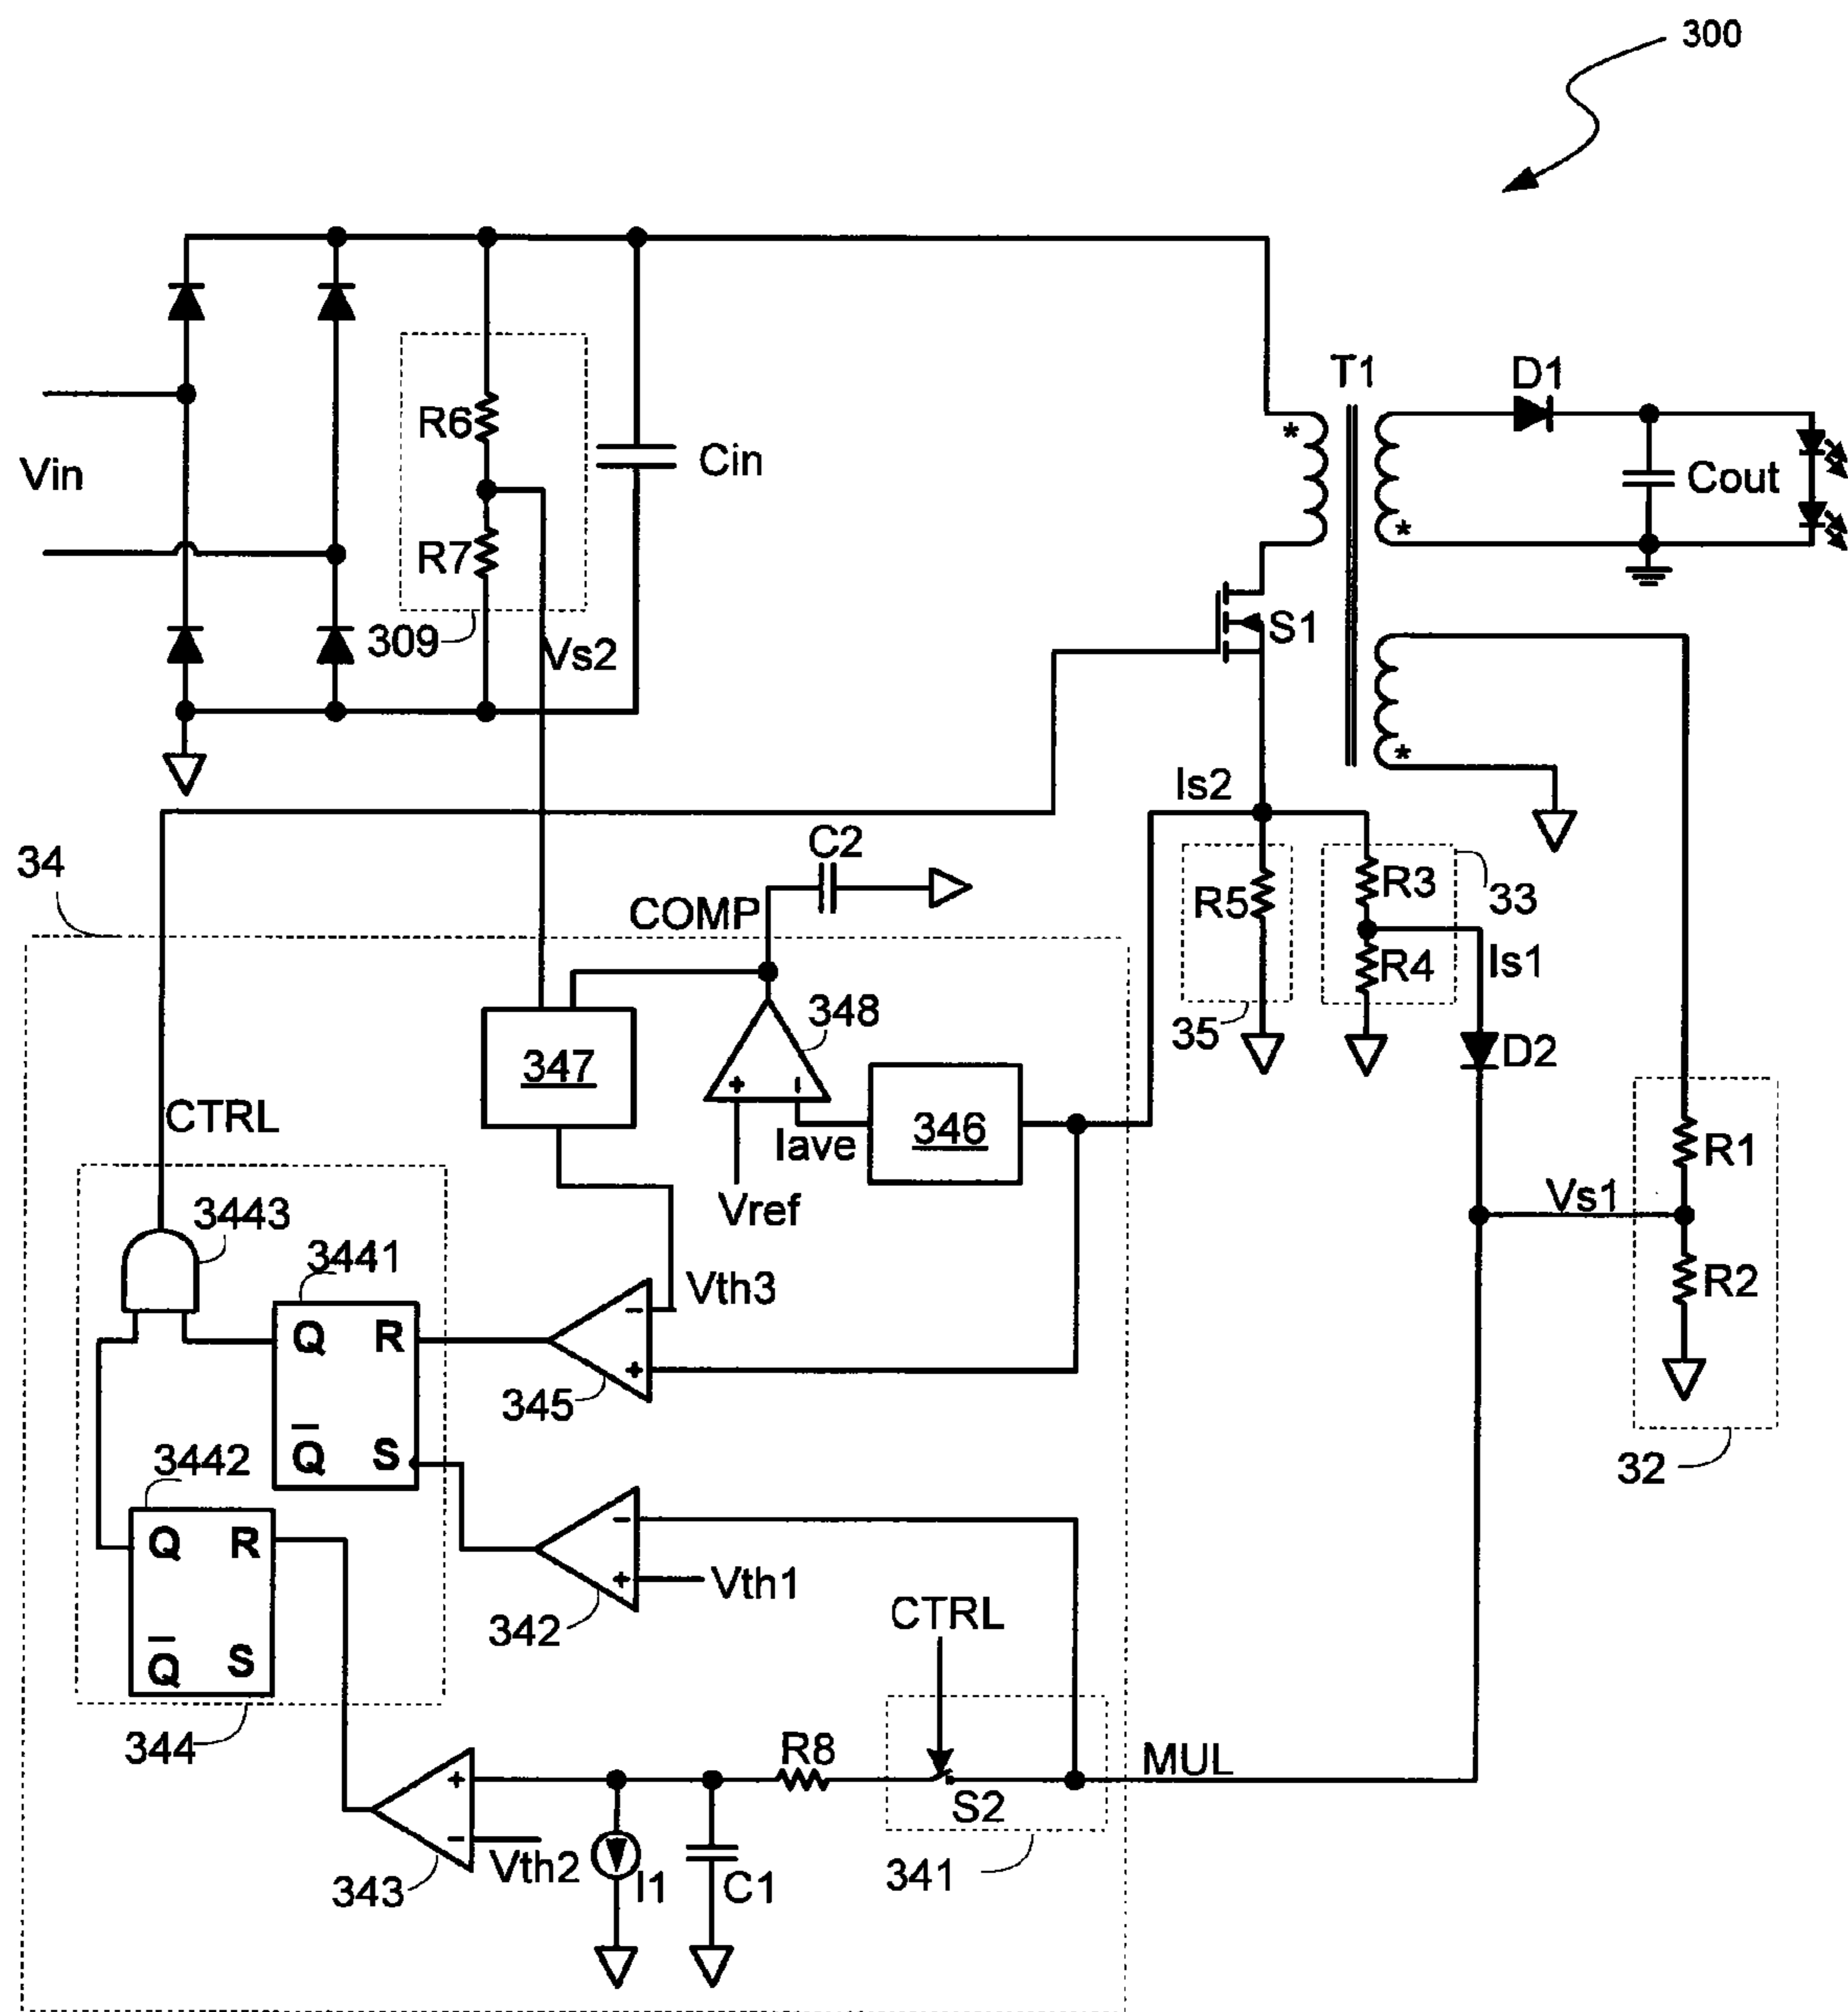 300
Vin
R6
R7
309
Vs2
Cin
T1
*
*
*
D1
Cout
S1
Is2
34
C2
COMP
R5
35
R3
R4
33
Is1
D2
R1
R2
Vs1
32
347
348
+ -
346
Iave
Vref
CTRL
3443
3441
Q R
Q S
Vth3
-
+
345
3442
Q R
Q S
344
-
+
Vth1
342
CTRL
R8
S2
MUL
341
+
-
Vth2
343
I1
C1